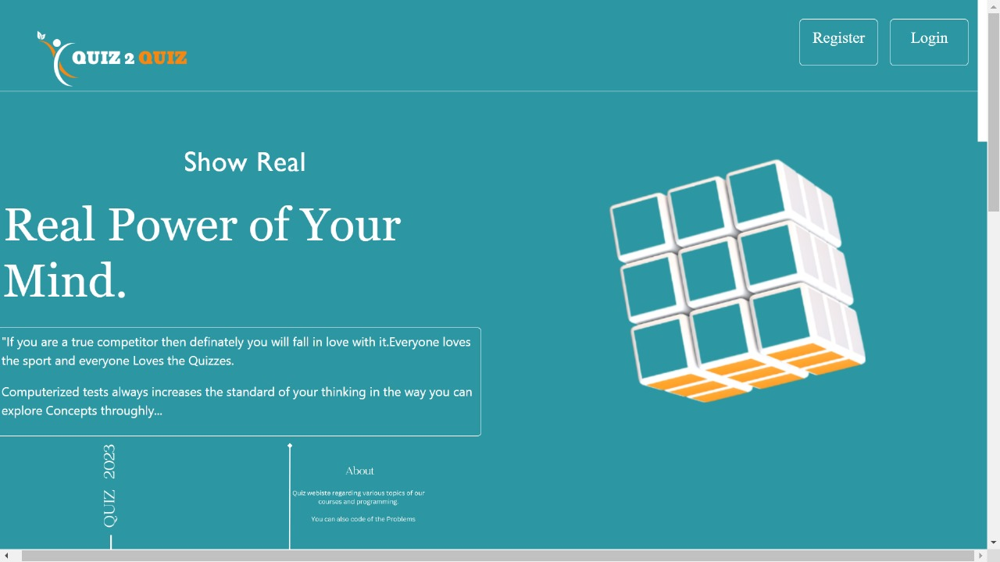 QUIZ 2 QUIZ
Register
Login
Show Real
Real Power of Your
Mind.
"If you are a true competitor then definately you will fall in love with it.Everyone loves
the sport and everyone Loves the Quizzes.
Computerized tests always increases the standard of your thinking in the way you can
explore Concepts throughly...
QUIZ 2023
About
Quiz webiste regarding various topics of our
courses and programming.
You can also code of the Problems